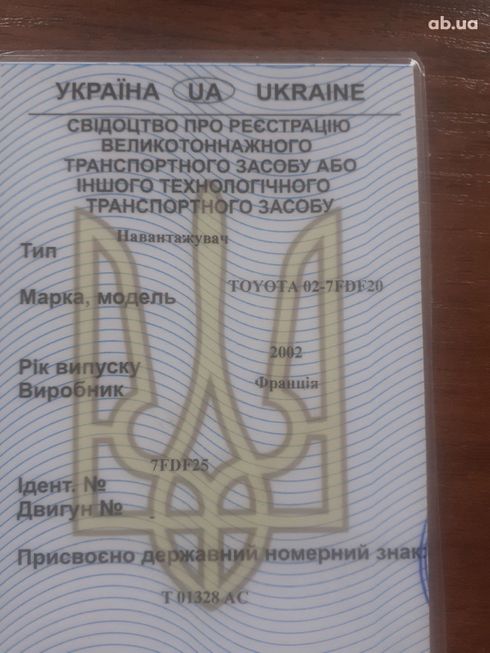 ab.ua
УКРАЇНА UA UKRAINE
СВІДОЦТВО ПРО РЕЄСТРАЦІЮ
ВЕЛИКОТОННАЖНОГО
ТРАНСПОРТНОГО ЗАСОБУ АБО
ІНШОГО ТЕХНОЛОГІЧНОГО
ТРАНСПОРТНОГО ЗАСОБУ
Навантажувач
Тип
TOYOTA 02-7FDF20
Марка, модель
2002
Рік випуску
Франція
Виробник
7FDF25
Ідент. №
Двигун №
Присвоєно державний номерний знак:
Т 01328 АС